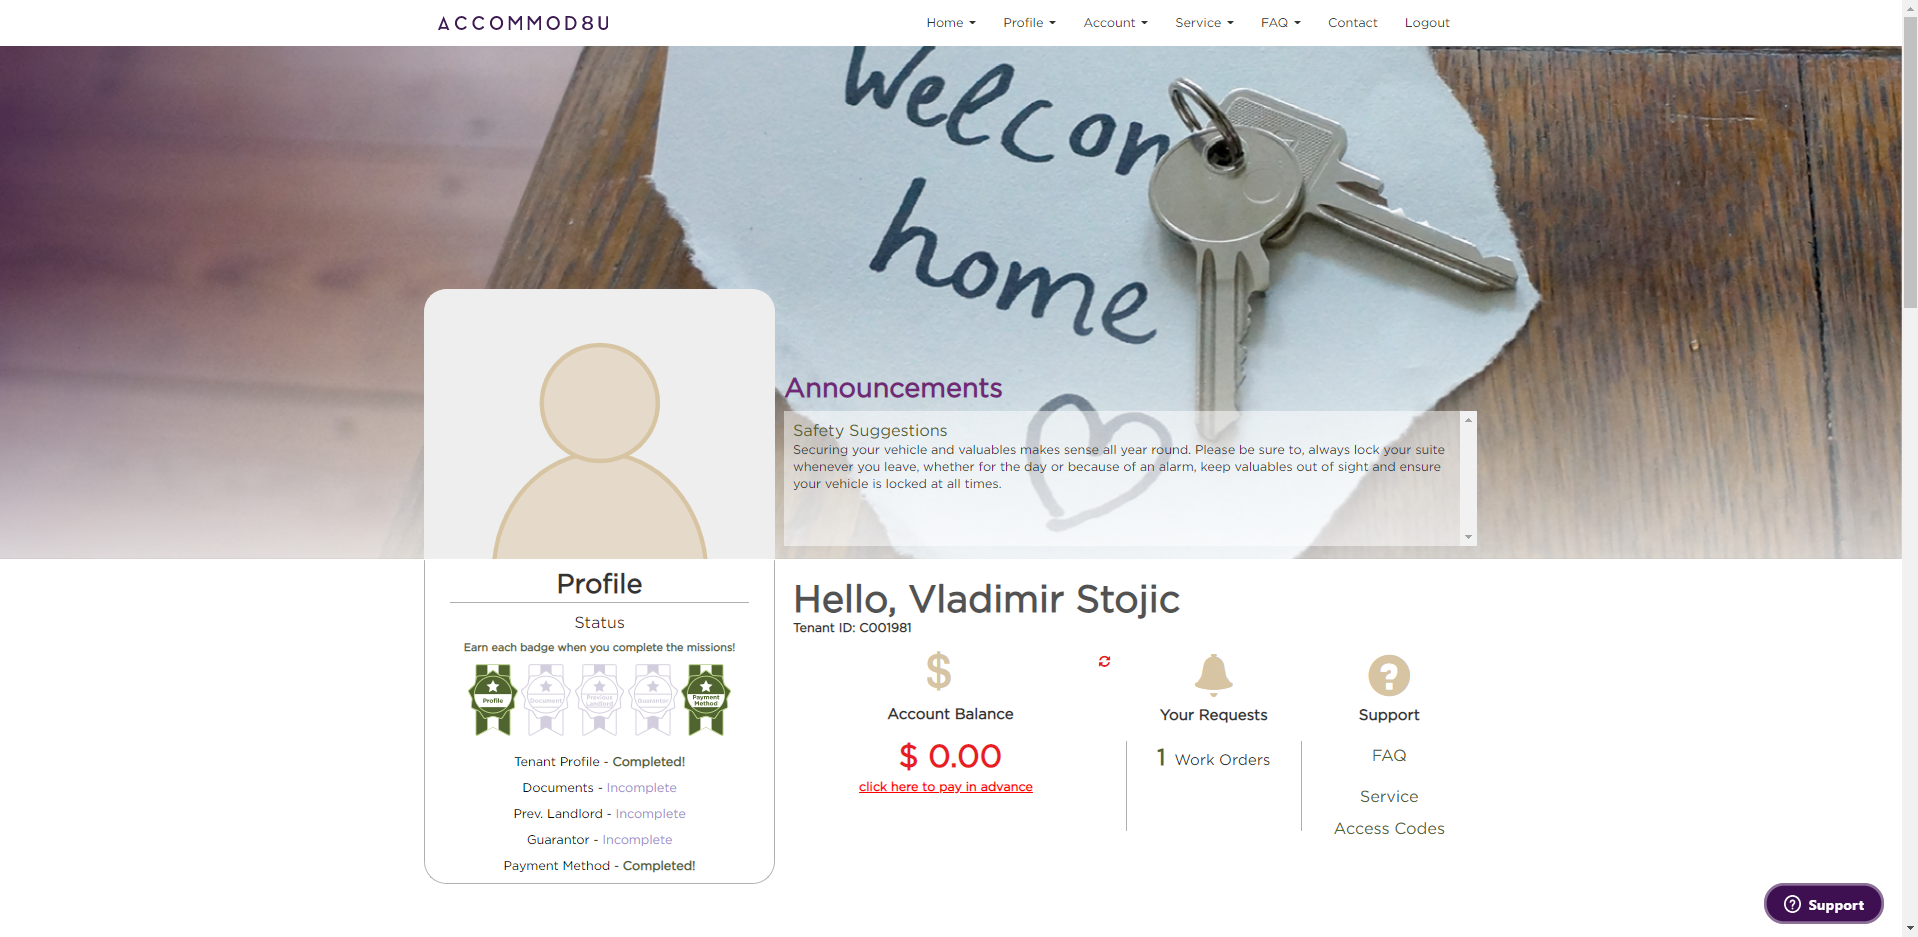 ACCOMMOD8U
Home Profile Account Service FAQ Contact Logout
Welcom
home
Announcements
Safety Suggestions
Securing your vehicle and valuables makes sense all year round. Please be sure to, always lock your suite
whenever you leave, whether for the day or because of an alarm, keep valuables out of sight and ensure
your vehicle is locked at all times.
Profile
Status
Earn each badge when you complete the missions!
Profile
Document
Previous
Landlord
Guarantor
Payment
Method
Tenant Profile - Completed!
Documents - Incomplete
Prev. Landlord - Incomplete
Guarantor - Incomplete
Payment Method - Completed!
Hello, Vladimir Stojic
Tenant ID: C001981
$
Account Balance
$ 0.00
click here to pay in advance
Your Requests
1 Work Orders
?
Support
FAQ
Service
Access Codes
? Support